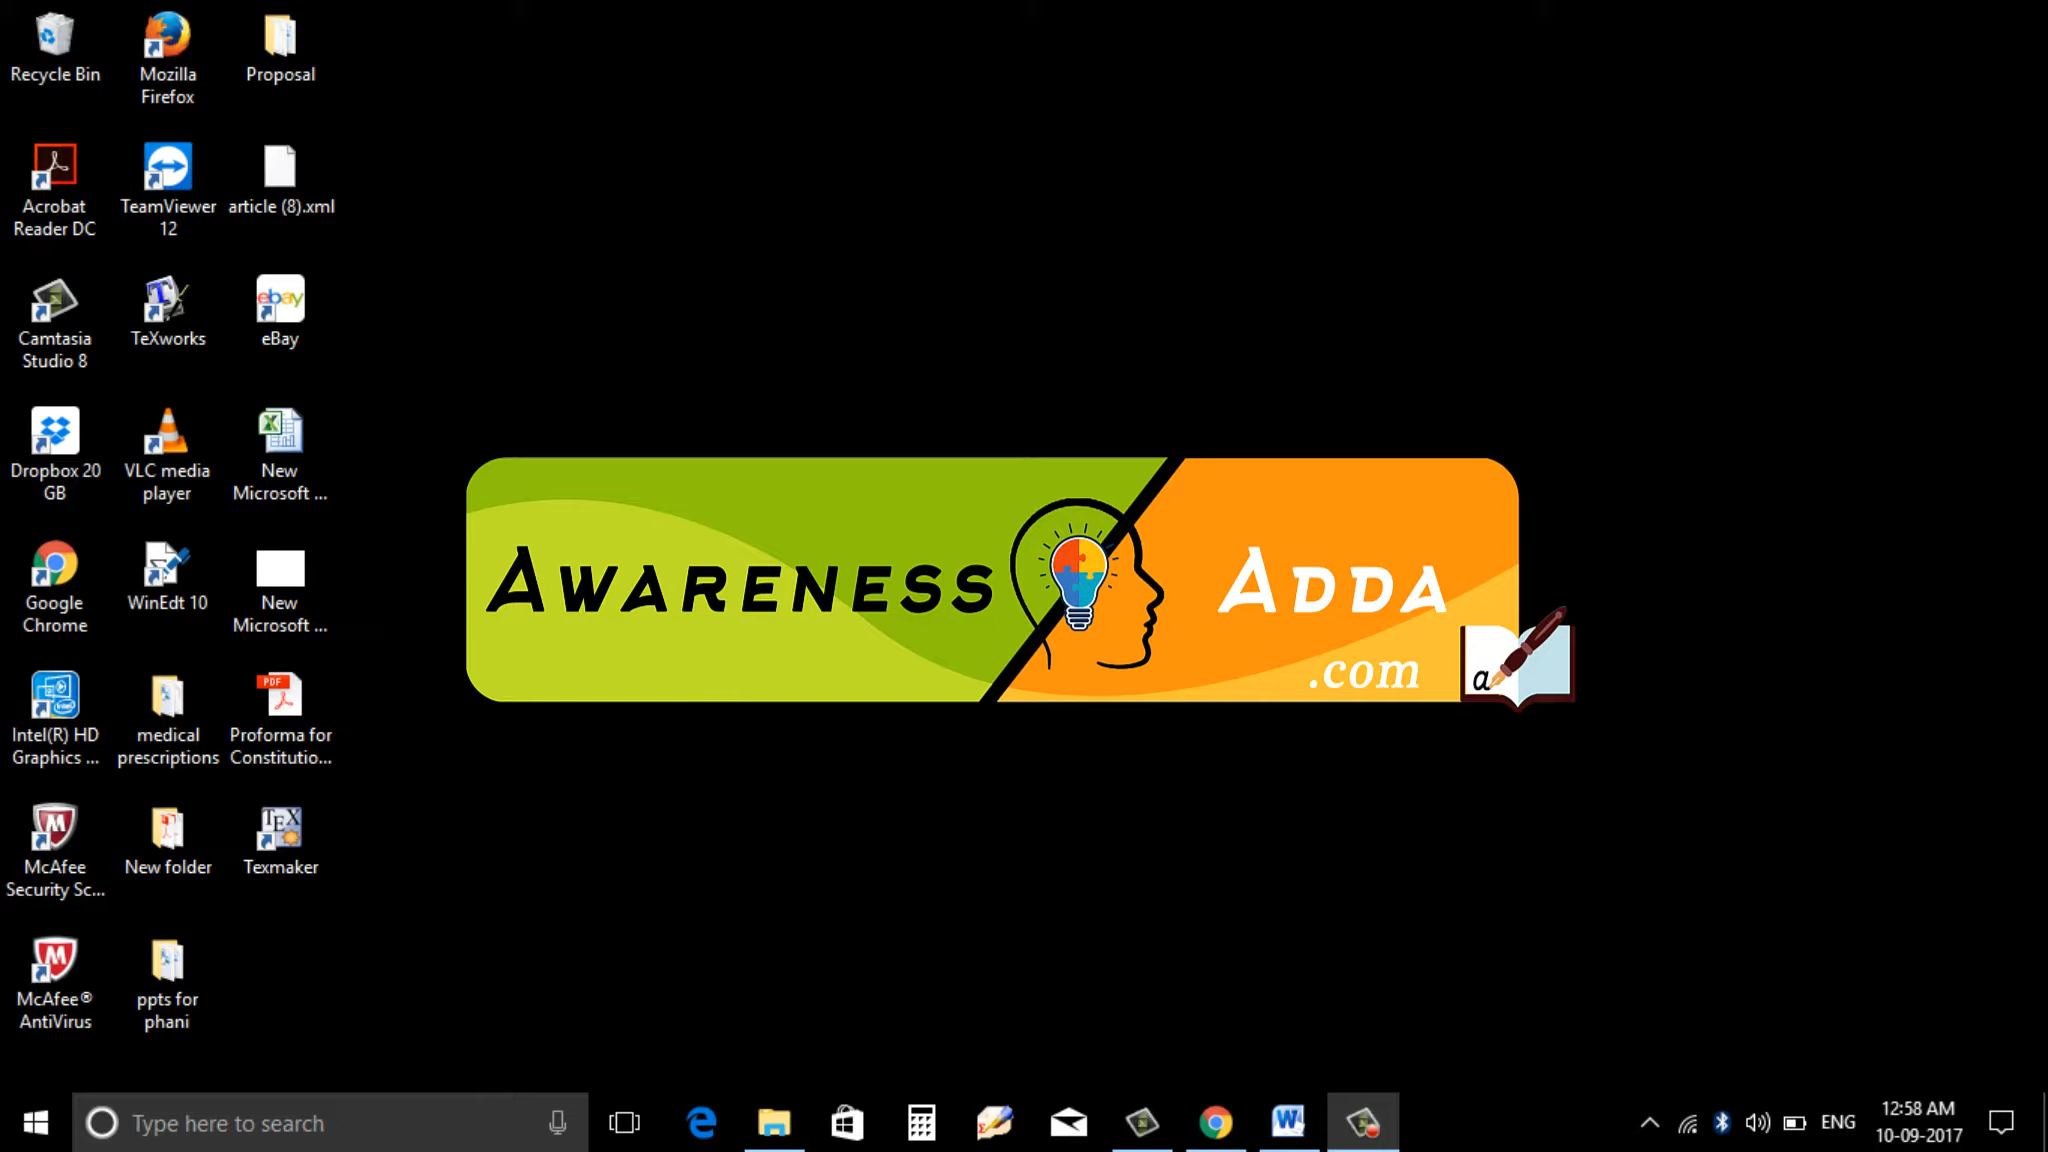 Recycle Bin
Mozilla
Firefox
Proposal
Acrobat
Reader DC
TeamViewer
12
article (8).xml
Camtasia
Studio 8
TeXworks
ebay
eBay
Dropbox 20
GB
VLC media
player
New
Microsoft ...
Google
Chrome
WinEdt 10
New
Microsoft ...
Intel(R) HD
Graphics ...
medical
prescriptions
PDF
Proforma for
Constitutio...
McAfee
Security Sc...
New folder
TEX
Texmaker
McAfee®
AntiVirus
ppts for
phani
AWARENESS
ADDA
.com
a
Type here to search
ENG
12:58 AM
10-09-2017